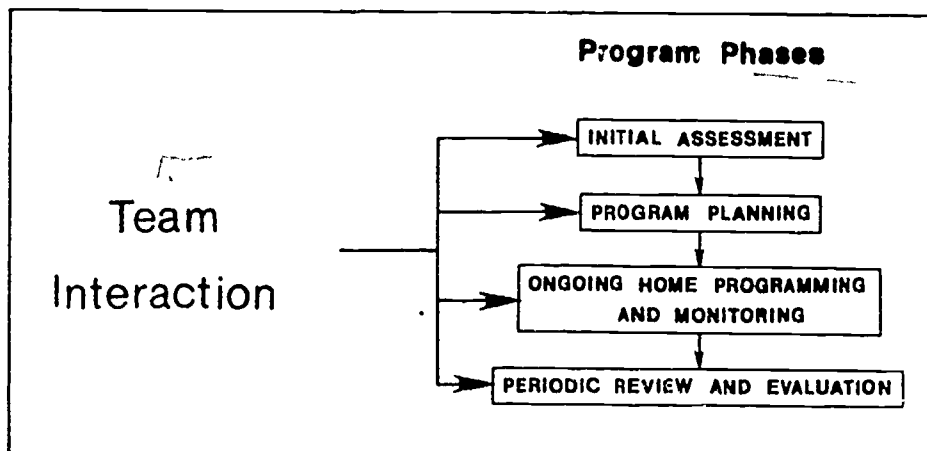 Program Phases
INITIAL ASSESSMENT
Team
Interaction
PROGRAM PLANNING
ONGOING HOME PROGRAMMING
AND MONITORING
PERIODIC REVIEW AND EVALUATION